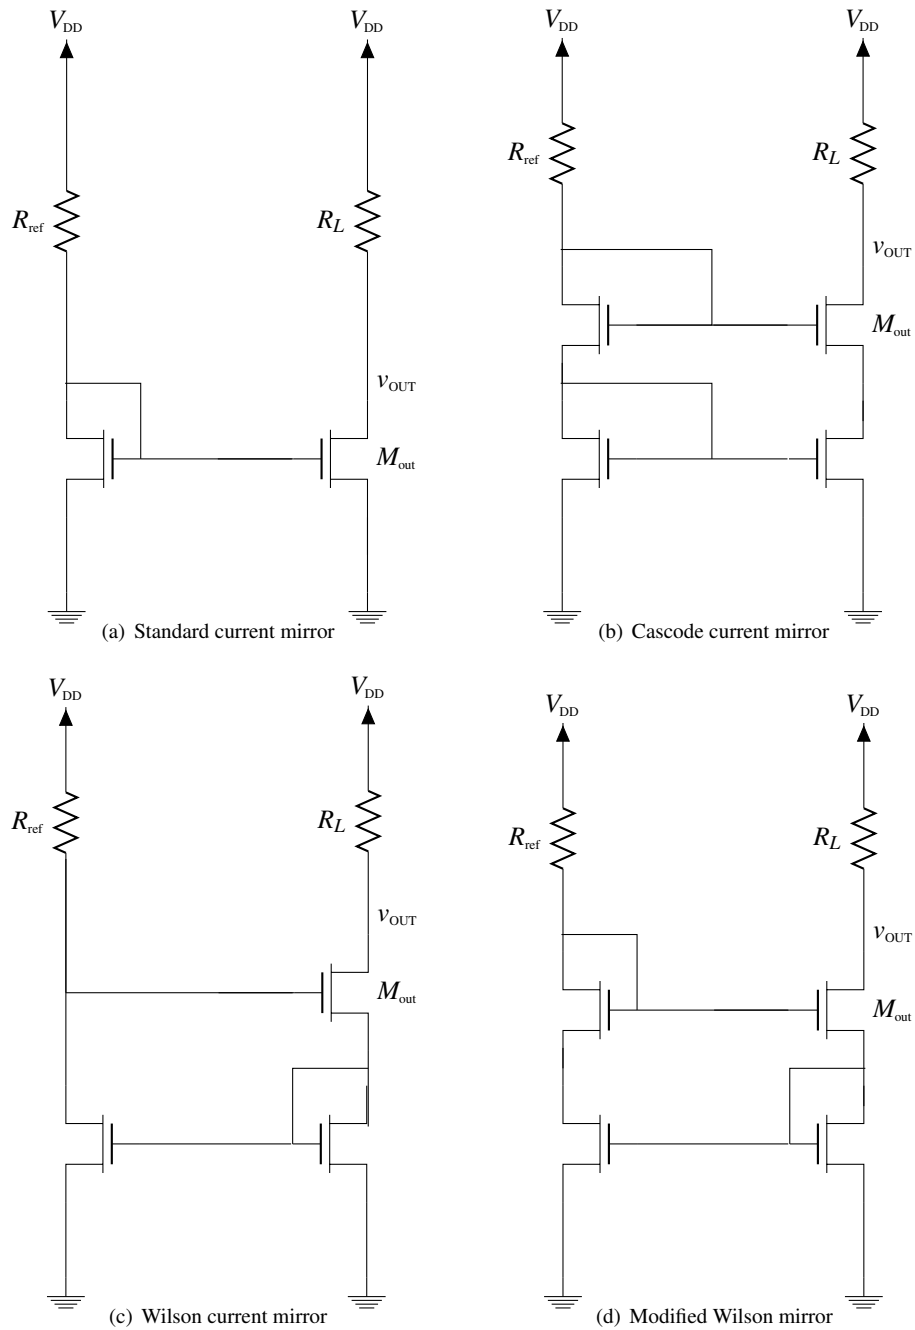 V_DD V_DD
V_DD V_DD
R_ref R_L
R_ref R_L
v_OUT
M_out
v_OUT
M_out
(a) Standard current mirror
(b) Cascode current mirror
V_DD V_DD
V_DD V_DD
R_ref R_L
R_ref R_L
v_OUT
v_OUT
M_out
M_out
(c) Wilson current mirror
(d) Modified Wilson mirror